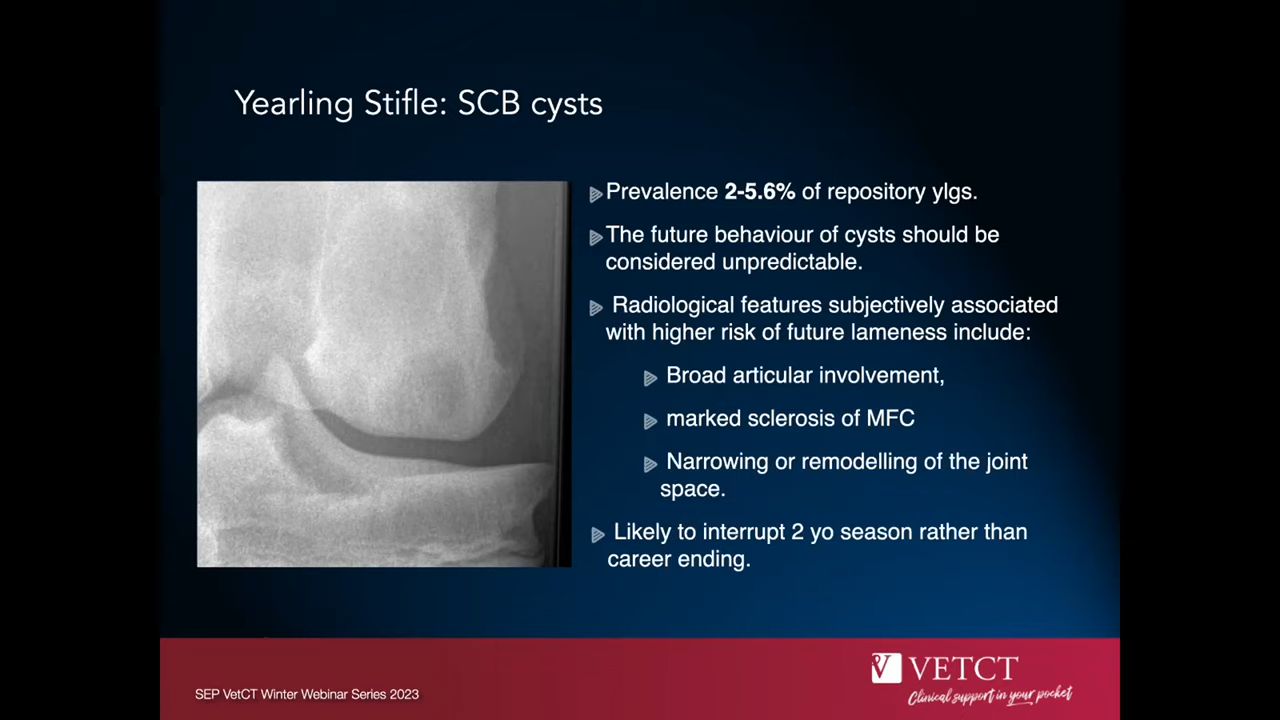 Yearling Stifle: SCB cysts
Prevalence 2-5.6% of repository ylgs.
The future behaviour of cysts should be
considered unpredictable.
Radiological features subjectively associated
with higher risk of future lameness include:
Broad articular involvement,
marked sclerosis of MFC
Narrowing or remodelling of the joint
space.
Likely to interrupt 2 yo season rather than
career ending.
SEP VetCT Winter Webinar Series 2023
V VETCT
Clinical support in your pocket